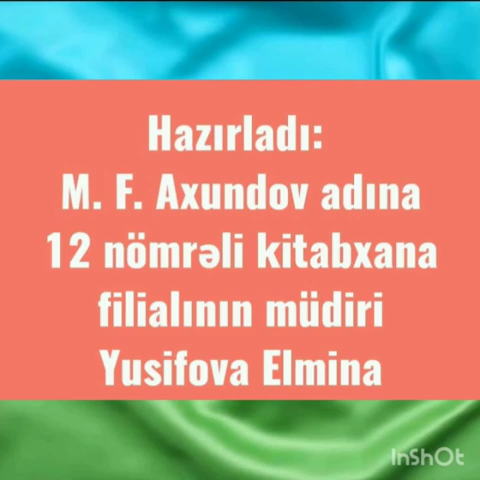 Hazırladı:
M. F. Axundov adına
12 nömrəli kitabxana
filialının müdiri
Yusifova Elmina
InShOt